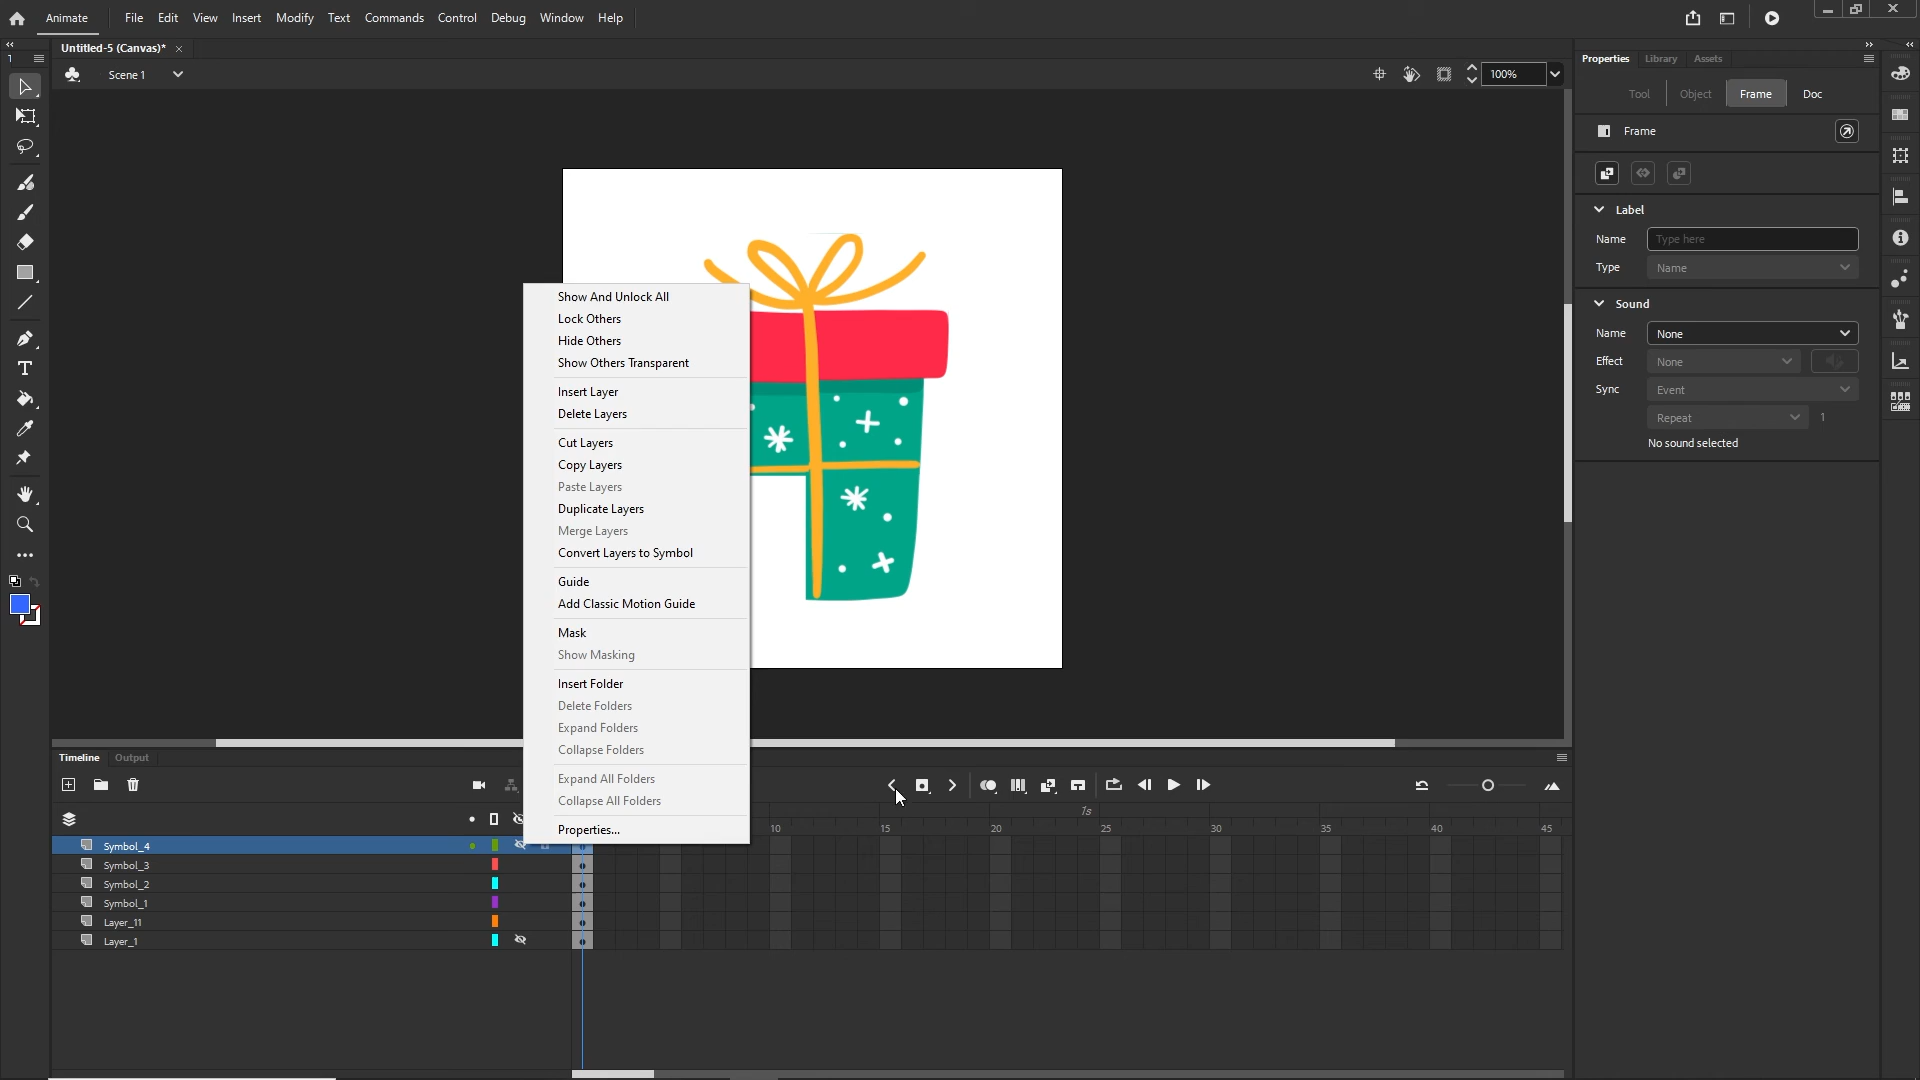 Animate File Edit View Insert Modify Text Commands Control Debug Window Help
Untitled-5 (Canvas)* ×
Scene 1
100%
Properties Library Assets
Tool Object Frame Doc
Frame
Label
Name Type here
Type Name
Sound
Name None
Effect None
Sync Event
Repeat 1
No sound selected
Show And Unlock All
Lock Others
Hide Others
Show Others Transparent
Insert Layer
Delete Layers
Cut Layers
Copy Layers
Paste Layers
Duplicate Layers
Merge Layers
Convert Layers to Symbol
Guide
Add Classic Motion Guide
Mask
Show Masking
Insert Folder
Delete Folders
Expand Folders
Collapse Folders
Expand All Folders
Collapse All Folders
Properties...
Timeline Output
1s
10 15 20 25 30 35 40 45
Symbol_4
Symbol_3
Symbol_2
Symbol_1
Layer_11
Layer_1
1